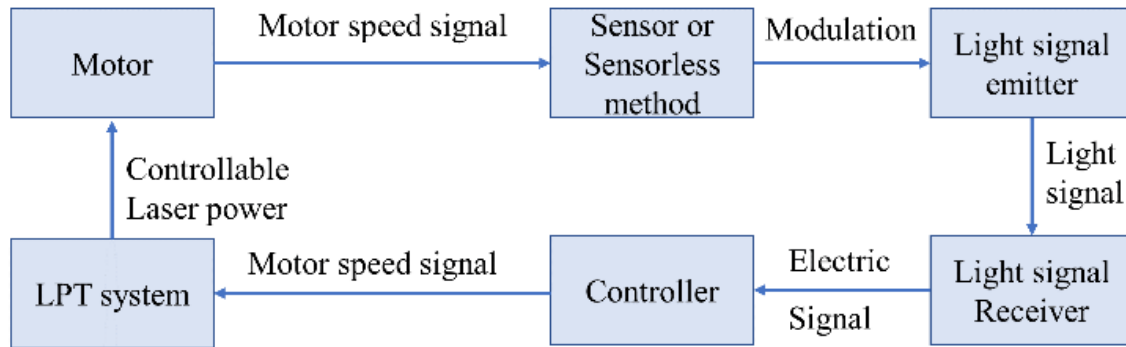 Motor
Motor speed signal
Sensor or
Sensorless
method
Modulation
Light signal
emitter
Light
signal
Controllable
Laser power
LPT system
Motor speed signal
Controller
Electric
Signal
Light signal
Receiver